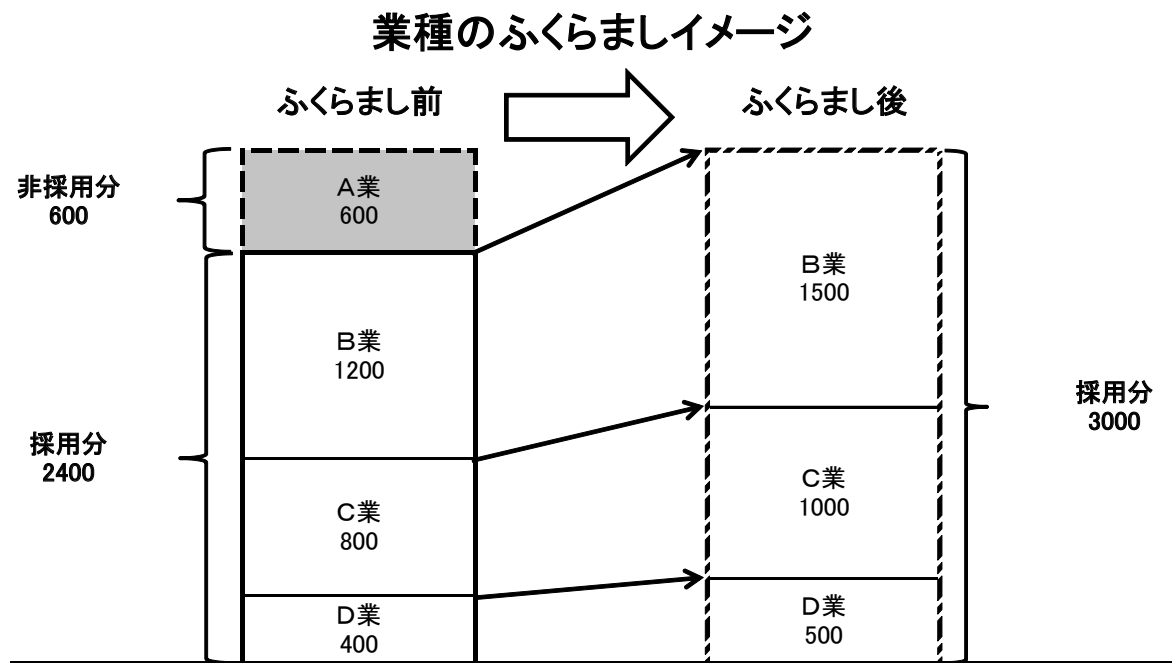 業種のふくらましイメージ
ふくらまし前
ふくらまし後
非採用分
600
A業
600
B業
1200
採用分
2400
C業
800
D業
400
B業
1500
C業
1000
D業
500
採用分
3000